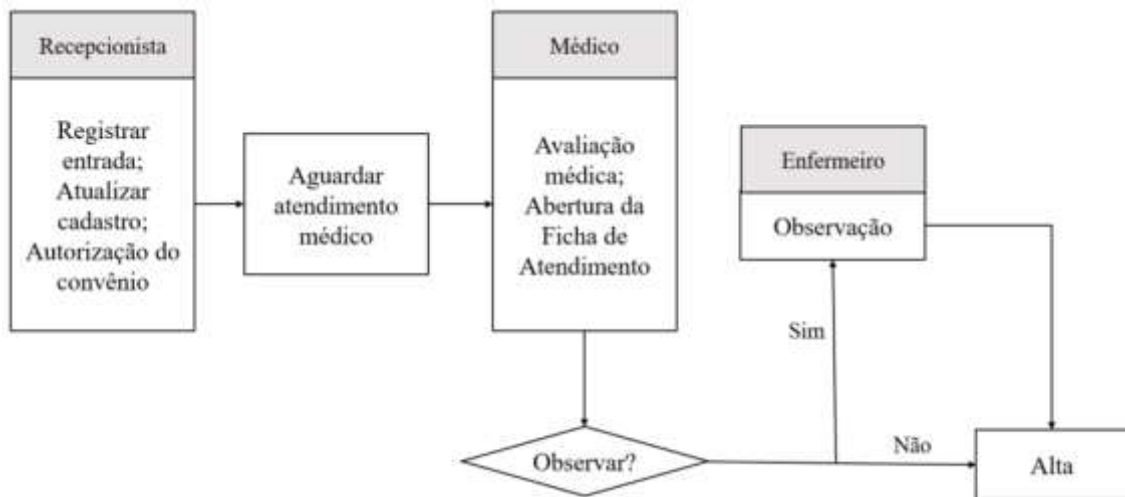 Recepcionista
Registrar
entrada;
Atualizar
cadastro;
Autorização do
convênio
Aguardar
atendimento
médico
Médico
Avaliação
médica;
Abertura da
Ficha de
Atendimento
Enfermeiro
Observação
Sim
Observar?
Não
Alta